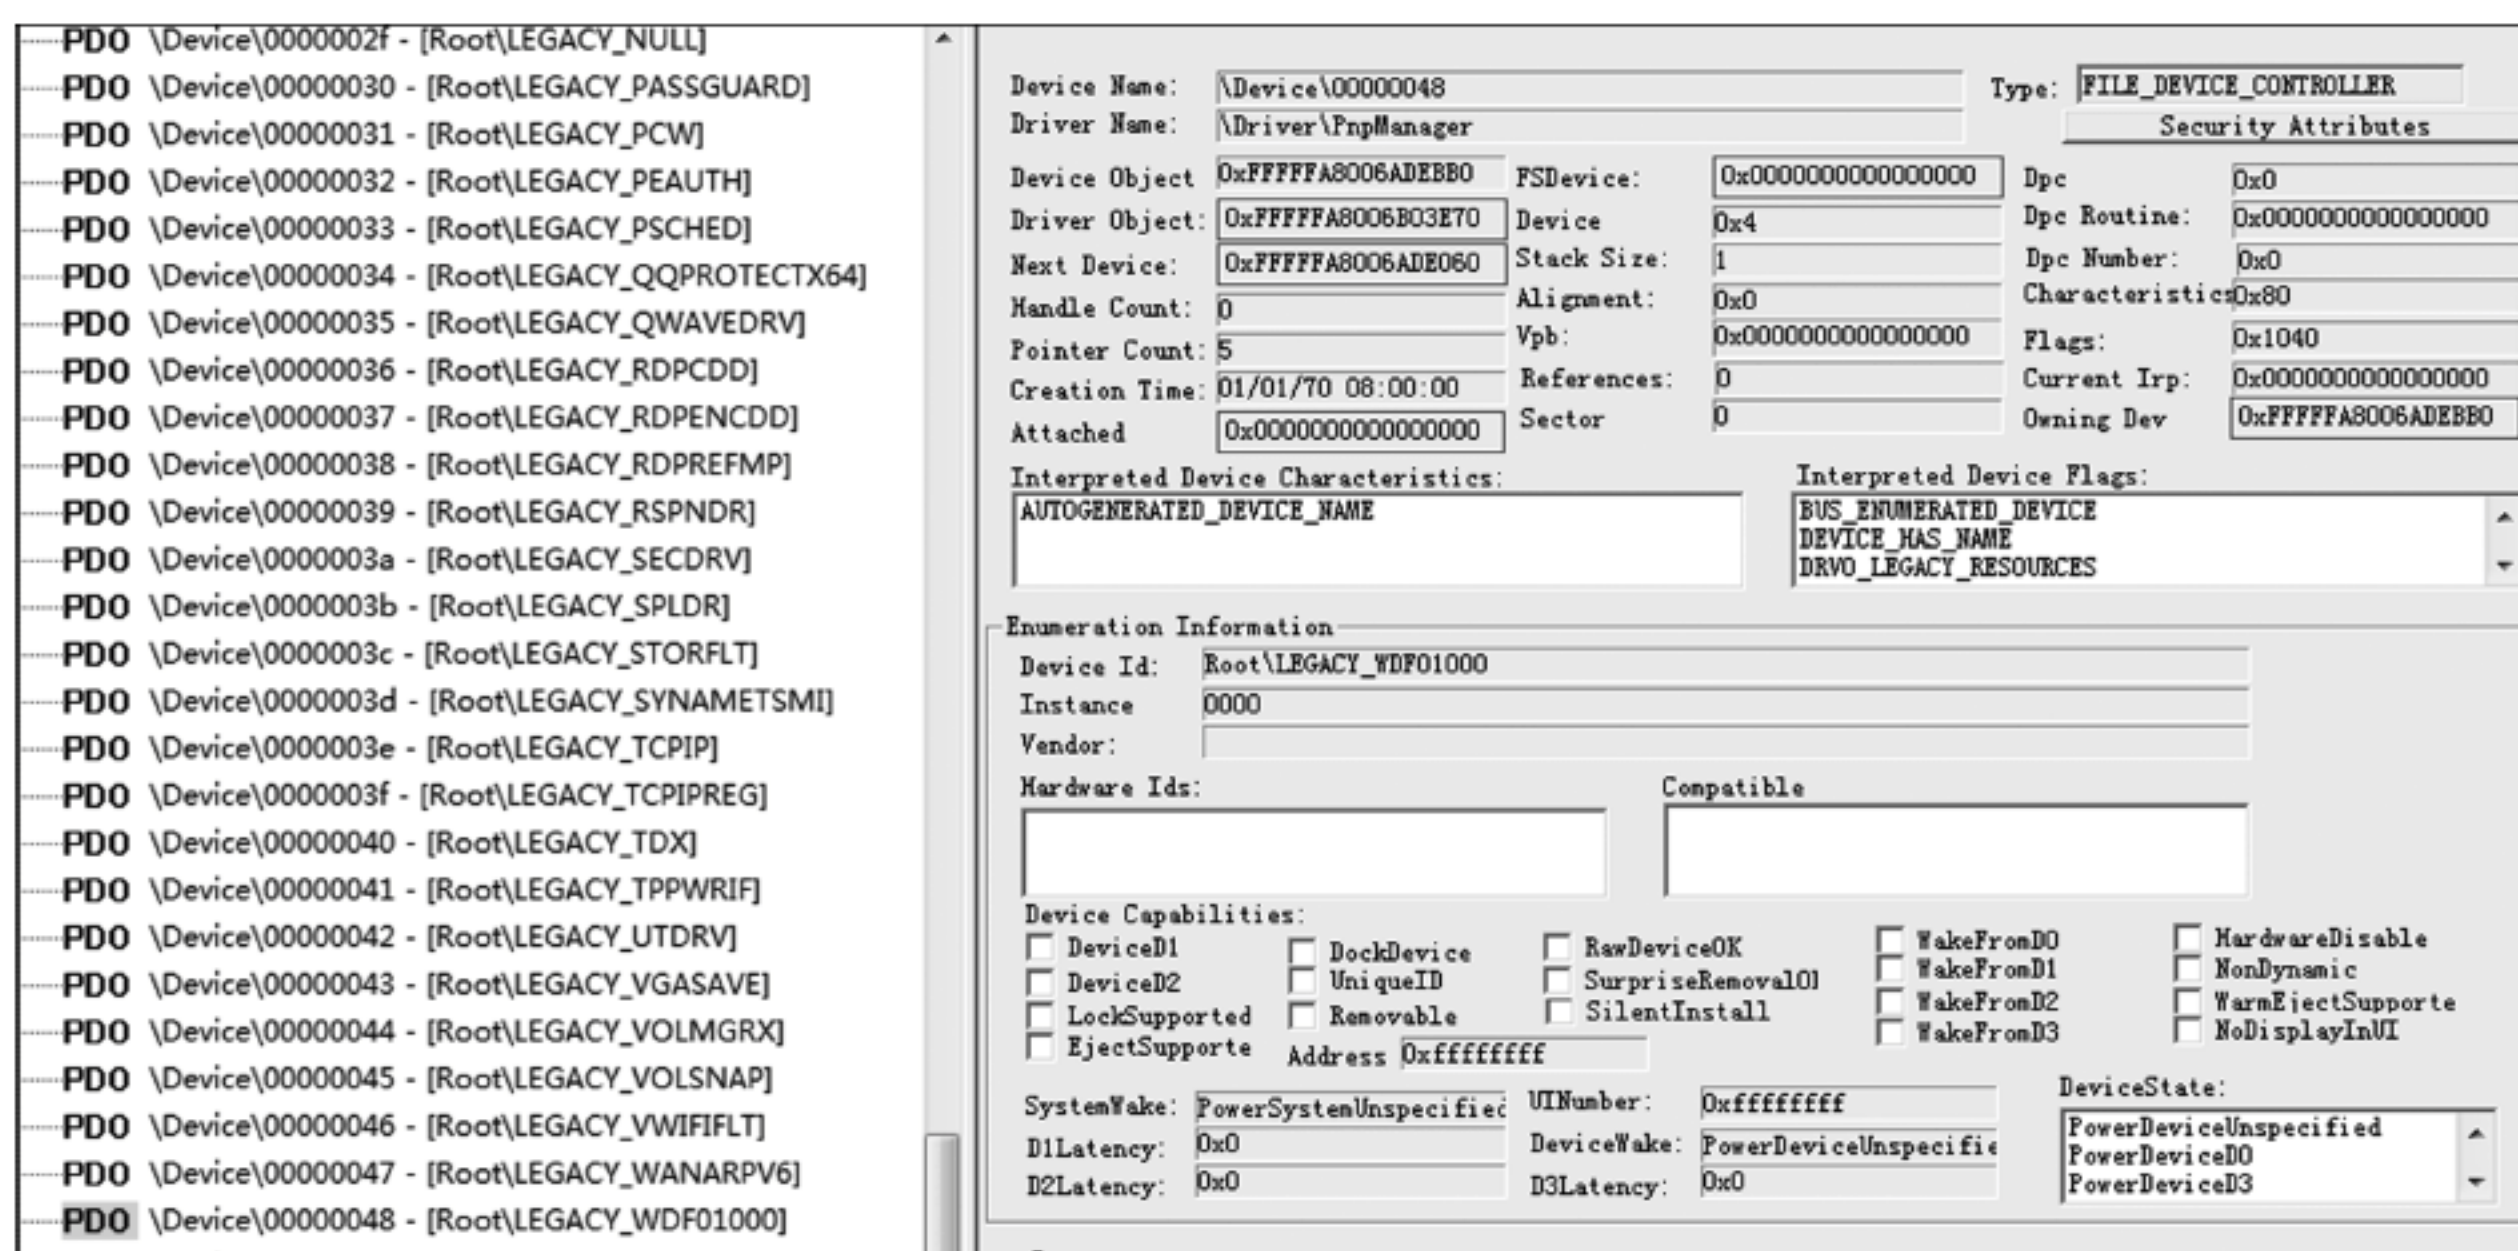 PDO \Device\0000002f - [Root\LEGACY_NULL]
PDO \Device\00000030 - [Root\LEGACY_PASSGUARD]
PDO \Device\00000031 - [Root\LEGACY_PCW]
PDO \Device\00000032 - [Root\LEGACY_PEAUTH]
PDO \Device\00000033 - [Root\LEGACY_PSCHED]
PDO \Device\00000034 - [Root\LEGACY_QQPROTECTX64]
PDO \Device\00000035 - [Root\LEGACY_QWAVEDRV]
PDO \Device\00000036 - [Root\LEGACY_RDPCDD]
PDO \Device\00000037 - [Root\LEGACY_RDPENCDD]
PDO \Device\00000038 - [Root\LEGACY_RDPREFMP]
PDO \Device\00000039 - [Root\LEGACY_RSPNDR]
PDO \Device\0000003a - [Root\LEGACY_SECDRV]
PDO \Device\0000003b - [Root\LEGACY_SPLDR]
PDO \Device\0000003c - [Root\LEGACY_STORFLT]
PDO \Device\0000003d - [Root\LEGACY_SYNAMETSMI]
PDO \Device\0000003e - [Root\LEGACY_TCPIP]
PDO \Device\0000003f - [Root\LEGACY_TCPIPREG]
PDO \Device\00000040 - [Root\LEGACY_TDX]
PDO \Device\00000041 - [Root\LEGACY_TPPWRIF]
PDO \Device\00000042 - [Root\LEGACY_UTDRV]
PDO \Device\00000043 - [Root\LEGACY_VGASAVE]
PDO \Device\00000044 - [Root\LEGACY_VOLMGRX]
PDO \Device\00000045 - [Root\LEGACY_VOLSNAP]
PDO \Device\00000046 - [Root\LEGACY_VWIFIFLT]
PDO \Device\00000047 - [Root\LEGACY_WANARPV6]
PDO \Device\00000048 - [Root\LEGACY_WDF01000]
Device Name: \Device\00000048 Type: FILE_DEVICE_CONTROLLER
Driver Name: \Driver\PnpManager Security Attributes
Device Object 0xFFFFFA8006ADEBB0 FSDevice: 0x0000000000000000 Dpc 0x0
Driver Object: 0xFFFFFA8006B03E70 Device 0x4 Dpc Routine: 0x0000000000000000
Next Device: 0xFFFFFA8006ADE060 Stack Size: 1 Dpc Number: 0x0
Handle Count: 0 Alignment: 0x0 Characteristics 0x80
Pointer Count: 5 Vpb: 0x0000000000000000 Flags: 0x1040
Creation Time: 01/01/70 08:00:00 References: 0 Current Irp: 0x0000000000000000
Attached 0x0000000000000000 Sector 0 Owning Dev 0xFFFFFA8006ADEBB0
Interpreted Device Characteristics: Interpreted Device Flags:
AUTOGENERATED_DEVICE_NAME BUS_ENUMERATED_DEVICE
DEVICE_HAS_NAME
DRVO_LEGACY_RESOURCES
Enumeration Information
Device Id: Root\LEGACY_WDF01000
Instance 0000
Vendor:
Hardware Ids: Compatible
Device Capabilities:
DeviceD1 DockDevice RawDeviceOK WakeFromD0 HardwareDisable
DeviceD2 UniqueID SurpriseRemovalOl WakeFromD1 NonDynamic
LockSupported Removable SilentInstall WakeFromD2 WarmEjectSupporte
EjectSupporte Address 0xffffffff WakeFromD3 NoDisplayInUI
SystemWake: PowerSystemUnspecified UINumber: 0xffffffff DeviceState:
D1Latency: 0x0 DeviceWake: PowerDeviceUnspecifie PowerDeviceUnspecified
PowerDeviceD0
D2Latency: 0x0 D3Latency: 0x0 PowerDeviceD3